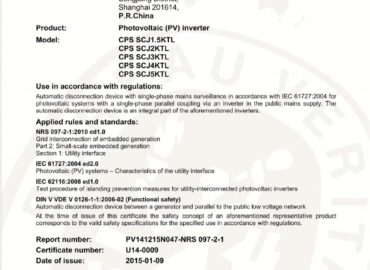 Shanghai 201614,
P.R.China
Product: Photovoltaic (PV) inverter
Model: CPS SCJ1.5KTL
CPS SCJ2KTL
CPS SCJ3KTL
CPS SCJ4KTL
CPS SCJ5KTL
Use in accordance with regulations:
Automatic disconnection device with single-phase mains surveillance in accordance with IEC 61727:2004 for
photovoltaic systems with a single-phase parallel coupling via an inverter in the public mains supply. The
automatic disconnection device is an integral part of the aforementioned inverters.
Applied rules and standards:
NRS 097-2-1:2010 ed1.0
Grid interconnection of embedded generation
Part 2: Small-scale embedded generation
Section 1: Utility interface
IEC 61727:2004 ed2.0
Photovoltaic (PV) systems – Characteristics of the utility interface
IEC 62116:2008 ed1.0
Test procedure of islanding prevention measures for utility-interconnected photovoltaic inverters
DIN V VDE V 0126-1-1:2006-02 (Functional safety)
Automatic disconnection device between a generator and parallel to the public low voltage network
At the time of issue of this certificate the safety concept of an aforementioned representative product
corresponds to the valid safety specifications for the specified use in accordance with regulations.
Report number: PV141215N047-NRS 097-2-1
Certificate number: U14-0009
Date of issue: 2015-01-09